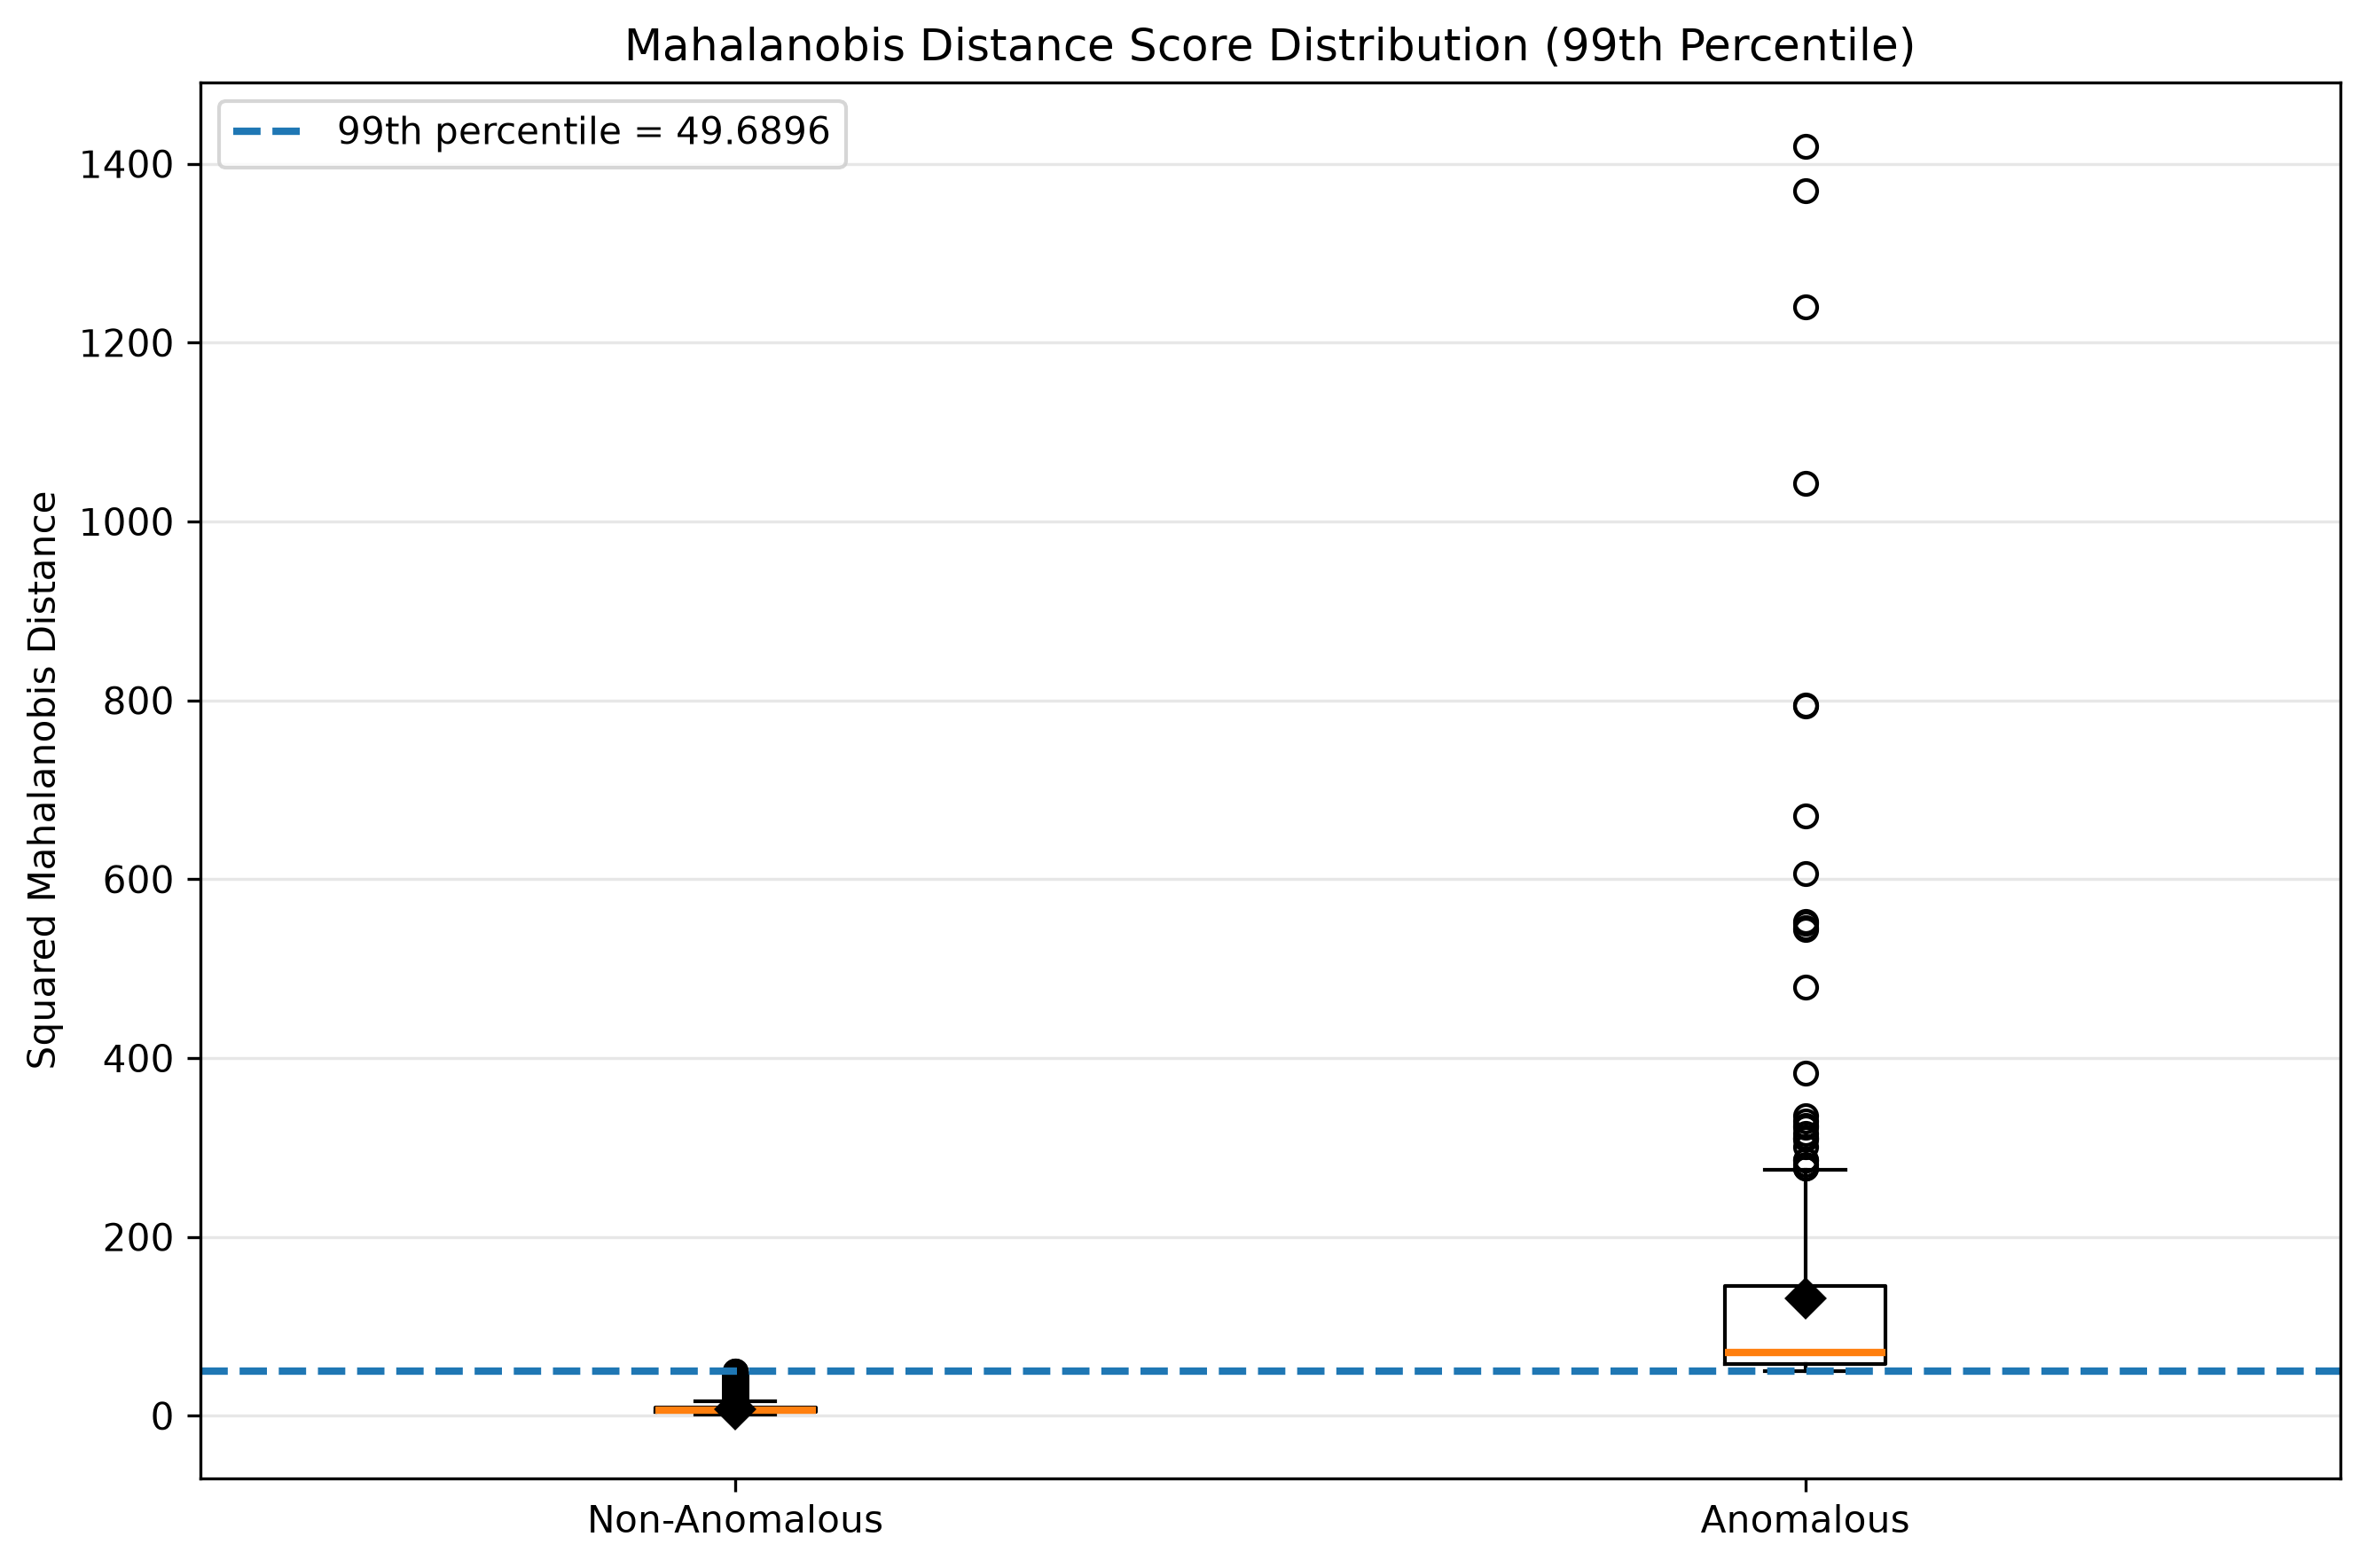 Mahalanobis Distance Score Distribution (99th Percentile)
99th percentile = 49.6896
Squared Mahalanobis Distance
1400
1200
1000
800
600
400
200
0
Non-Anomalous
Anomalous